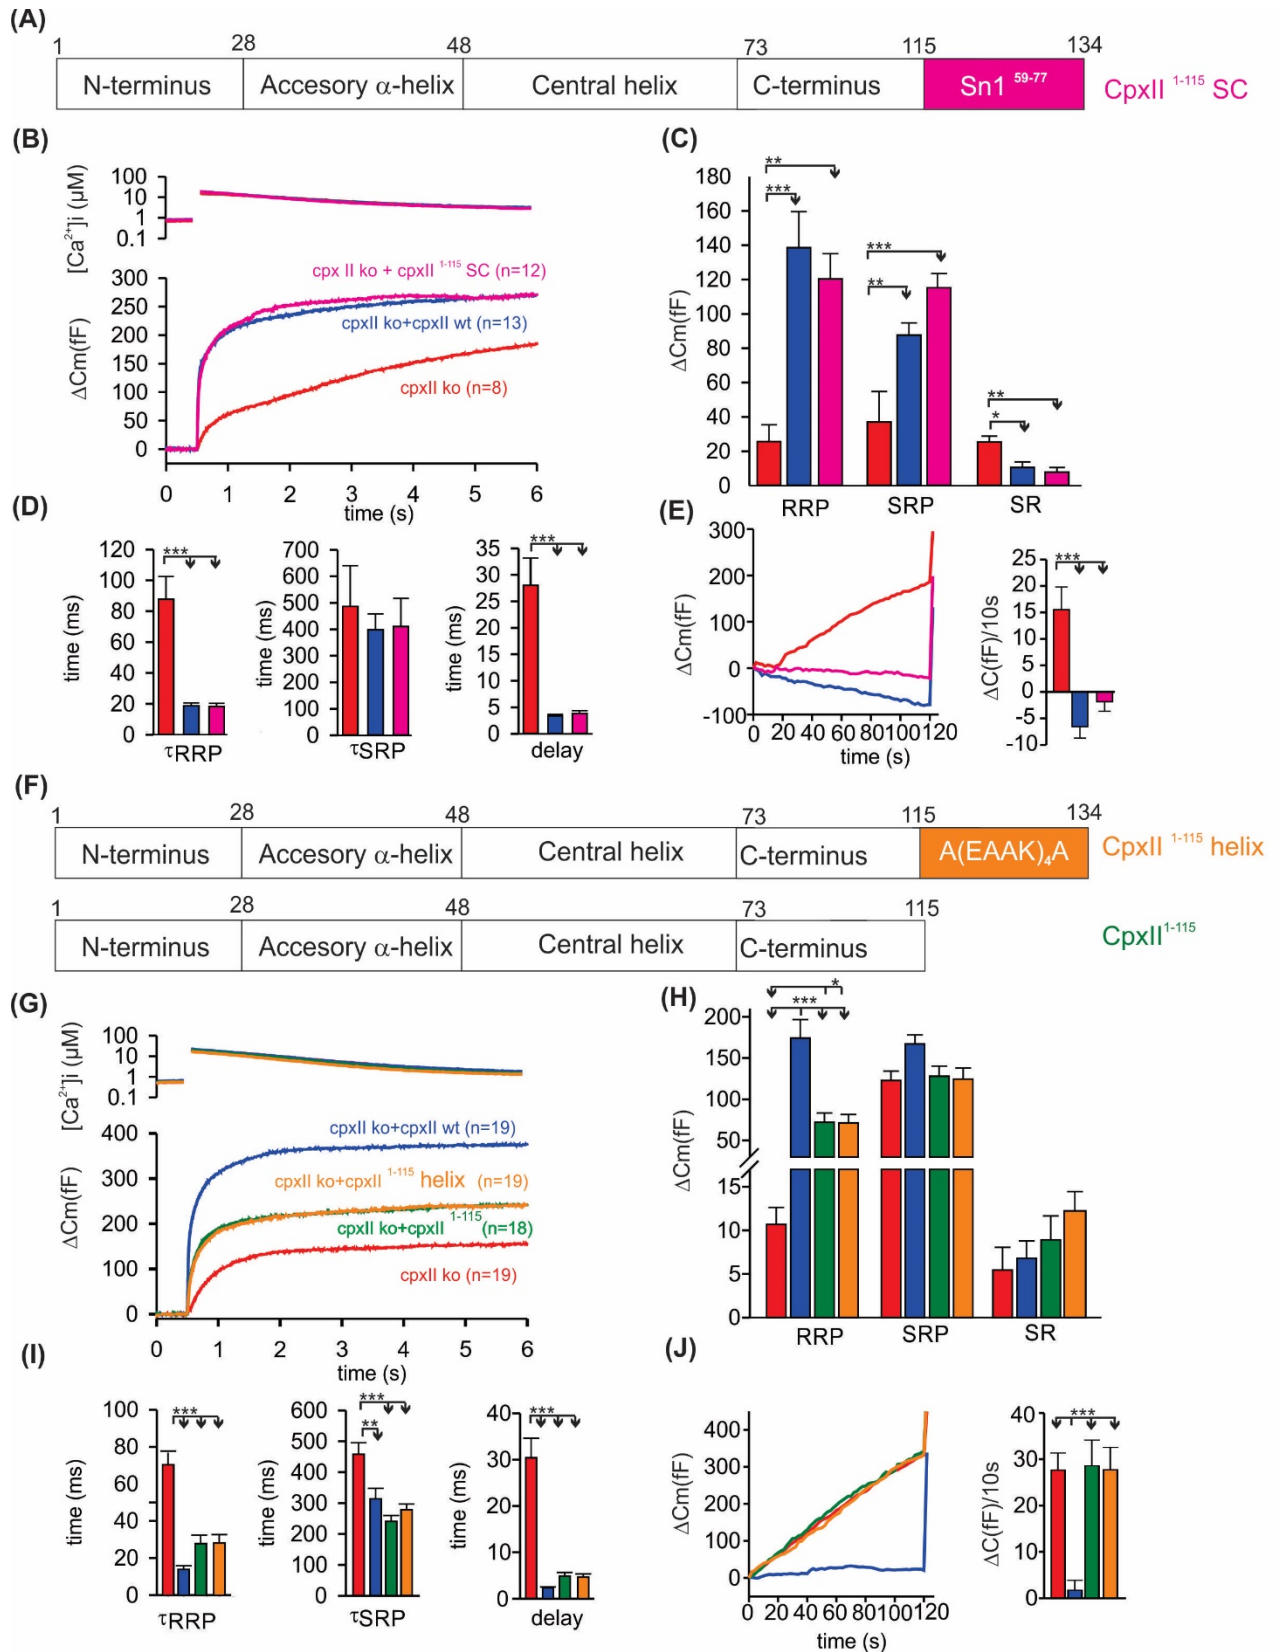 (A)
1 28 48 73 115 134
N-terminus Accesory α-helix Central helix C-terminus Sn1 59-77 CpxII 1-115 SC
(B)
[Ca2+]i (µM)
100
10
1
0.1
ΔCm(fF)
300
250
200
150
100
50
0
cpx II ko + cpxII 1-115 SC (n=12)
cpxII ko+cpxII wt (n=13)
cpxII ko (n=8)
0 1 2 3 4 5 6
time (s)
(C)
ΔCm(fF)
180
160
140
120
100
80
60
40
20
0
**
***
***
**
**
*
RRP SRP SR
(D)
time (ms)
120
100
80
60
40
20
0
***
τRRP
time (ms)
700
600
500
400
300
200
100
0
τSRP
time (ms)
35
30
25
20
15
10
5
0
***
delay
(E)
ΔCm(fF)
300
200
100
0
-100
0 20 40 60 80100120
time (s)
ΔC(fF)/10s
25
20
15
10
5
0
-5
-10
***
(F)
1 28 48 73 115 134
N-terminus Accesory α-helix Central helix C-terminus A(EAAK)4A CpxII 1-115 helix
1 28 48 73 115
N-terminus Accesory α-helix Central helix C-terminus CpxII 1-115
(G)
[Ca2+]i (µM)
100
10
1
0.1
ΔCm(fF)
400
300
200
100
0
cpxII ko+cpxII wt (n=19)
cpxII ko+cpxII 1-115 helix (n=19)
cpxII ko+cpxII 1-115 (n=18)
cpxII ko (n=19)
0 1 2 3 4 5 6
time (s)
(H)
ΔCm(fF)
200
150
100
50
15
10
5
0
*
***
RRP SRP SR
(I)
time (ms)
100
80
60
40
20
0
***
τRRP
time (ms)
600
500
400
300
200
100
0
***
**
τSRP
time (ms)
40
30
20
10
0
***
delay
(J)
ΔCm(fF)
400
300
200
100
0
0 20 40 60 80100120
time (s)
ΔC(fF)/10s
40
30
20
10
0
***